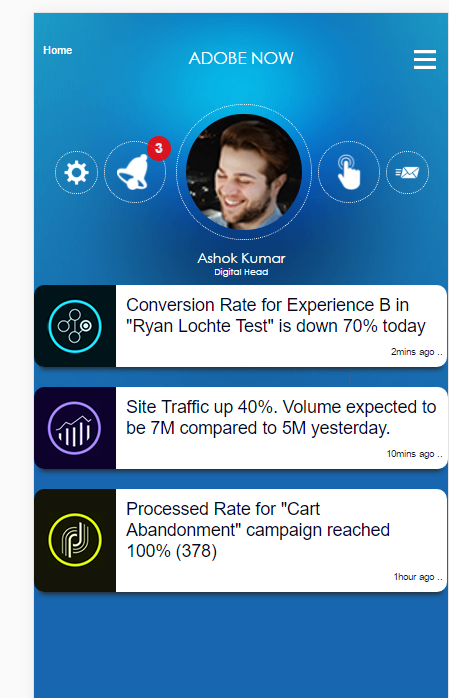 Home
ADOBE NOW
3
Ashok Kumar
Digital Head
Conversion Rate for Experience B in
"Ryan Lochte Test" is down 70% today
2mins ago ..
Site Traffic up 40%. Volume expected to
be 7M compared to 5M yesterday.
10mins ago ..
Processed Rate for "Cart
Abandonment" campaign reached
100% (378)
1hour ago ..